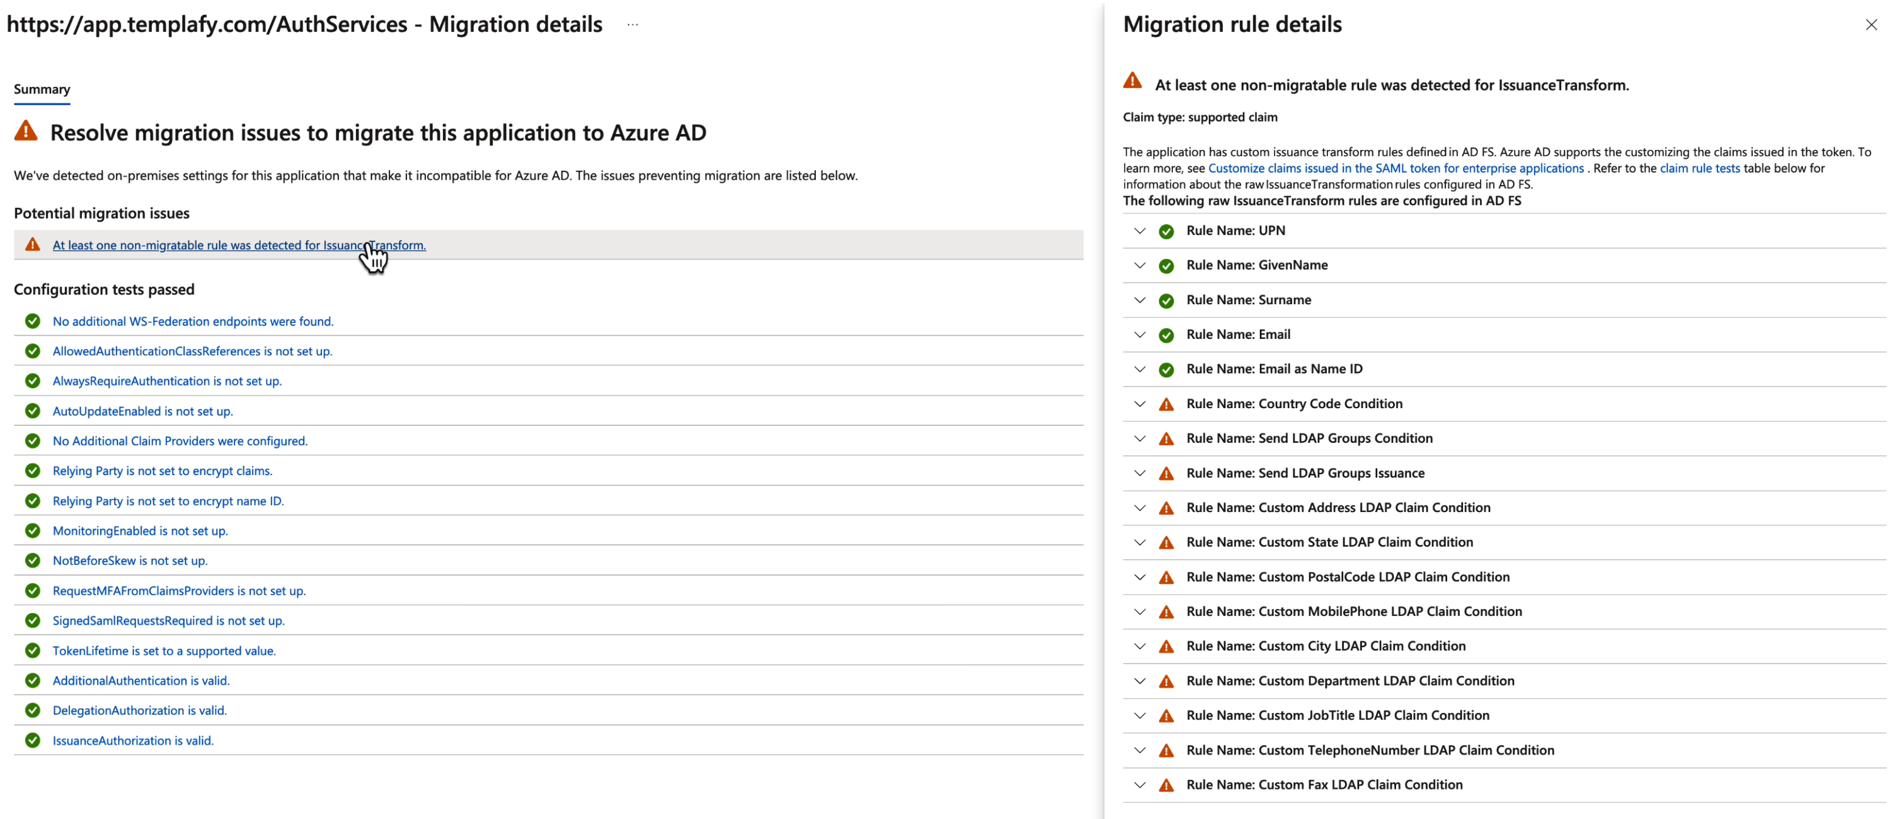 https://app.templafy.com/AuthServices - Migration details ...
Summary
Resolve migration issues to migrate this application to Azure AD
We've detected on-premises settings for this application that make it incompatible for Azure AD. The issues preventing migration are listed below.
Potential migration issues
At least one non-migratable rule was detected for IssuanceTransform.
Configuration tests passed
No additional WS-Federation endpoints were found.
AllowedAuthenticationClassReferences is not set up.
AlwaysRequireAuthentication is not set up.
AutoUpdateEnabled is not set up.
No Additional Claim Providers were configured.
Relying Party is not set to encrypt claims.
Relying Party is not set to encrypt name ID.
MonitoringEnabled is not set up.
NotBeforeSkew is not set up.
RequestMFAFromClaimsProviders is not set up.
SignedSamlRequestsRequired is not set up.
TokenLifetime is set to a supported value.
AdditionalAuthentication is valid.
DelegationAuthorization is valid.
IssuanceAuthorization is valid.
Migration rule details
At least one non-migratable rule was detected for IssuanceTransform.
Claim type: supported claim
The application has custom issuance transform rules defined in AD FS. Azure AD supports the customizing the claims issued in the token. To
learn more, see Customize claims issued in the SAML token for enterprise applications . Refer to the claim rule tests table below for
information about the raw IssuanceTransformation rules configured in AD FS.
The following raw IssuanceTransform rules are configured in AD FS
Rule Name: UPN
Rule Name: GivenName
Rule Name: Surname
Rule Name: Email
Rule Name: Email as Name ID
Rule Name: Country Code Condition
Rule Name: Send LDAP Groups Condition
Rule Name: Send LDAP Groups Issuance
Rule Name: Custom Address LDAP Claim Condition
Rule Name: Custom State LDAP Claim Condition
Rule Name: Custom PostalCode LDAP Claim Condition
Rule Name: Custom MobilePhone LDAP Claim Condition
Rule Name: Custom City LDAP Claim Condition
Rule Name: Custom Department LDAP Claim Condition
Rule Name: Custom JobTitle LDAP Claim Condition
Rule Name: Custom TelephoneNumber LDAP Claim Condition
Rule Name: Custom Fax LDAP Claim Condition